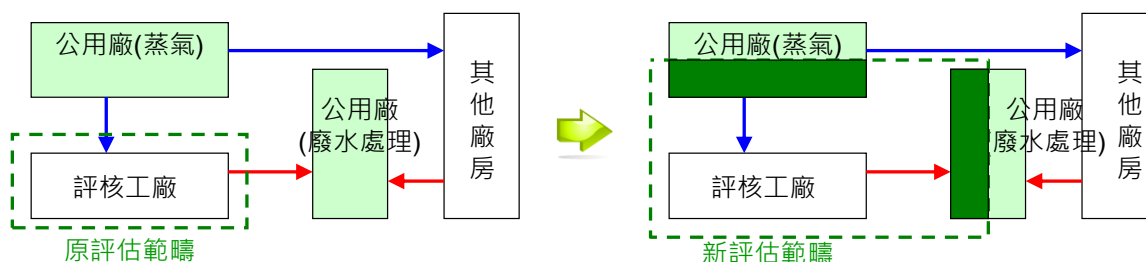 公用廠(蒸氣)
公用廠
(廢水處理)
其他廠房
評核工廠
原評估範疇
公用廠(蒸氣)
公用廠
廢水處理)
其他廠房
評核工廠
新評估範疇